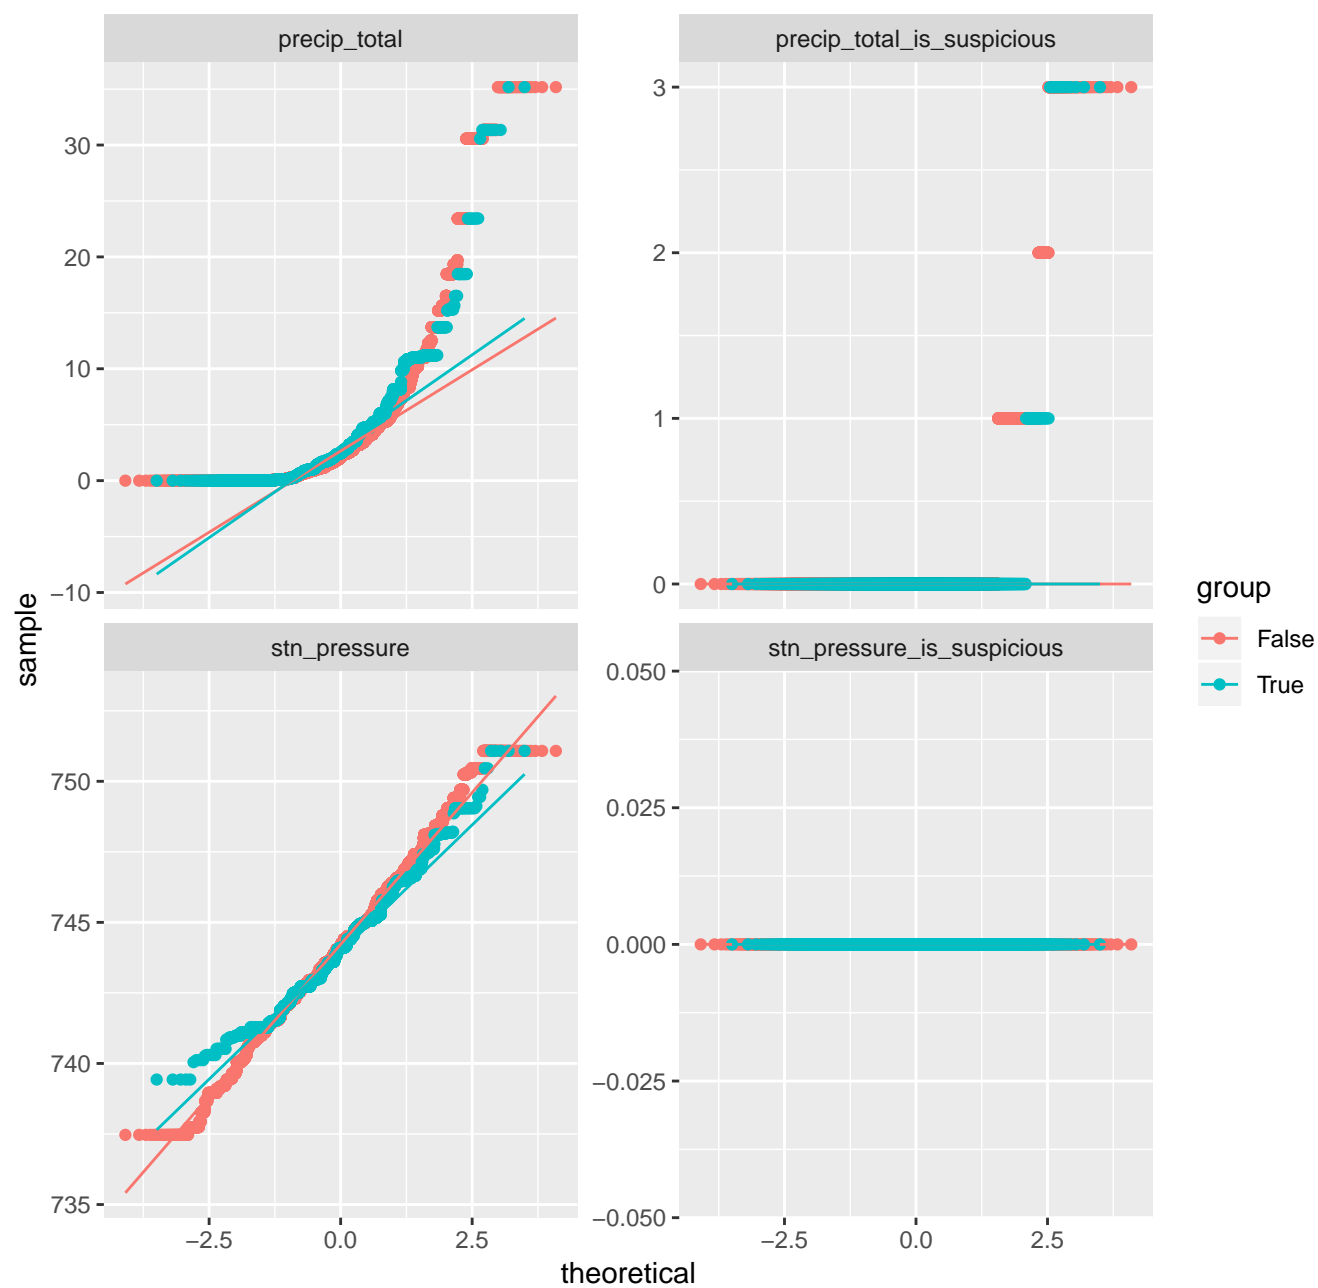 precip_total
precip_total_is_suspicious
30
20
10
0
−10
3
2
1
0
sample
stn_pressure
stn_pressure_is_suspicious
750
745
740
735
−2.5 0.0 2.5
0.050
0.025
0.000
−0.025
−0.050
−2.5 0.0 2.5
theoretical
group
False
True